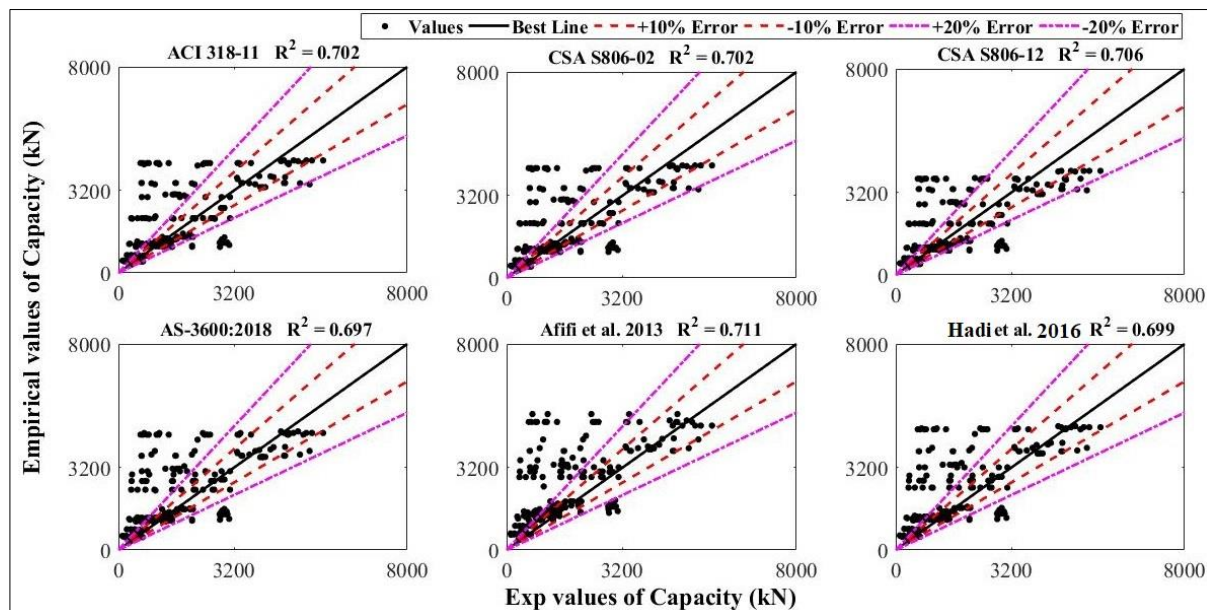 Values Best Line +10% Error -10% Error +20% Error -20% Error
ACI 318-11 R² = 0.702
CSA S806-02 R² = 0.702
CSA S806-12 R² = 0.706
8000
3200
0
0 3200 8000
8000
3200
0
0 3200 8000
8000
3200
0
0 3200 8000
AS-3600:2018 R² = 0.697
Afifi et al. 2013 R² = 0.711
Hadi et al. 2016 R² = 0.699
8000
3200
0
0 3200 8000
8000
3200
0
0 3200 8000
8000
3200
0
0 3200 8000
Empirical values of Capacity (kN)
Exp values of Capacity (kN)